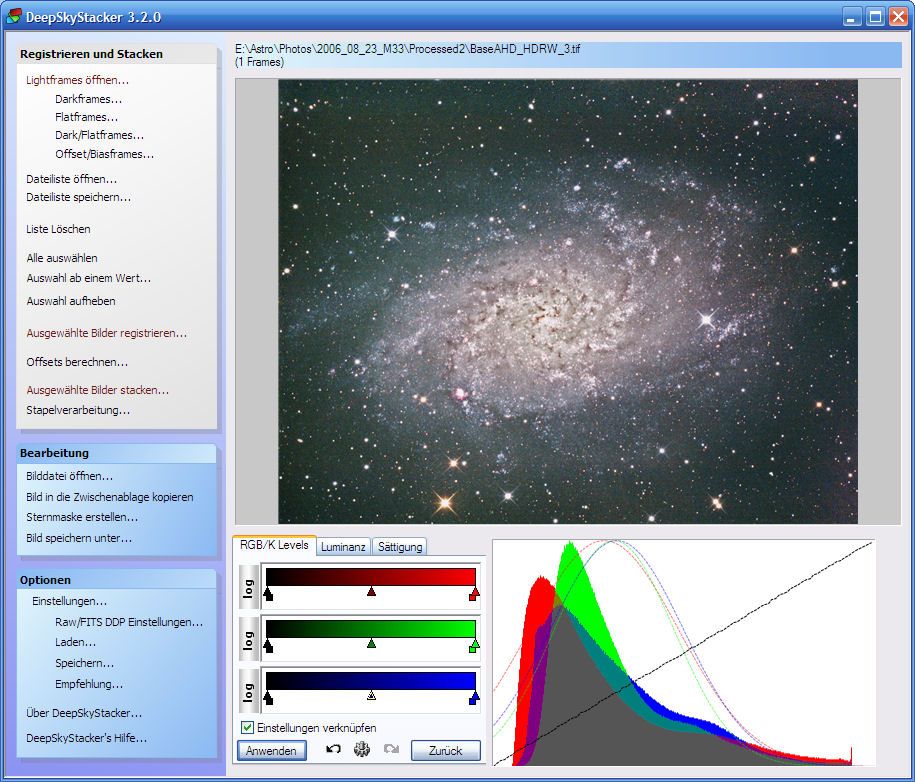 DeepSkyStacker 3.2.0
Registrieren und Stacken
Lightframes öffnen...
Darkframes...
Flatframes...
Dark/Flatframes...
Offset/Biasframes...
Dateiliste öffnen...
Dateiliste speichern...
Liste Löschen
Alle auswählen
Auswahl ab einem Wert...
Auswahl aufheben
Ausgewählte Bilder registrieren...
Offsets berechnen...
Ausgewählte Bilder stacken...
Stapelverarbeitung...
Bearbeitung
Bilddatei öffnen...
Bild in die Zwischenablage kopieren
Sternmaske erstellen...
Bild speichern unter...
Optionen
Einstellungen...
Raw/FITS DDP Einstellungen...
Laden...
Speichern...
Empfehlung...
Über DeepSkyStacker...
DeepSkyStacker's Hilfe...
E:\Astro\Photos\2006_08_23_M33\Processed2\BaseAHD_HDRW_3.tif
(1 Frames)
RGB/K Levels Luminanz Sättigung
log
log
log
Einstellungen verknüpfen
Anwenden Zurück